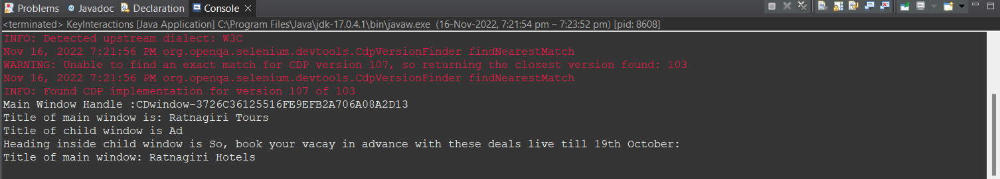 Problems @ Javadoc Declaration Console
<terminated> KeyInteractions [Java Application] C:\Program Files\Java\jdk-17.0.4.1\bin\javaw.exe (16-Nov-2022, 7:21:54 pm – 7:23:52 pm) [pid: 8608]
INFO: Detected upstream dialect: W3C
Nov 16, 2022 7:21:56 PM org.openqa.selenium.devtools.CdpVersionFinder findNearestMatch
WARNING: Unable to find an exact match for CDP version 107, so returning the closest version found: 103
Nov 16, 2022 7:21:56 PM org.openqa.selenium.devtools.CdpVersionFinder findNearestMatch
INFO: Found CDP implementation for version 107 of 103
Main Window Handle :CDwindow-3726C36125516FE9EFB2A706A08A2D13
Title of main window is: Ratnagiri Tours
Title of child window is Ad
Heading inside child window is So, book your vacay in advance with these deals live till 19th October:
Title of main window: Ratnagiri Hotels